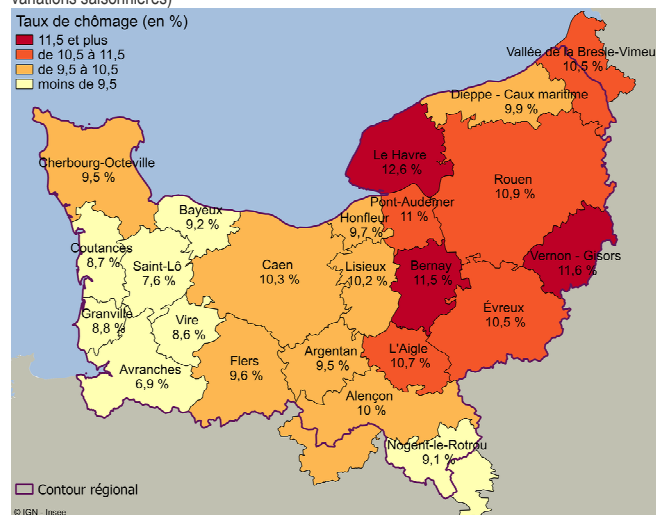 variations saisonnières)
Taux de chômage (en %)
11,5 et plus
de 10,5 à 11,5
de 9,5 à 10,5
moins de 9,5
Vallée de la Bresle-Vimeu
10,5 %
Dieppe - Caux maritime
9,9 %
Le Havre
12,6 %
Cherbourg-Octeville
9,5 %
Rouen
10,9 %
Pont-Audemer
11 %
Bayeux
9,2 %
Honfleur
9,7 %
Coutances
8,7 %
Saint-Lô
7,6 %
Caen
10,3 %
Lisieux
10,2 %
Bernay
11,5 %
Vernon - Gisors
11,6 %
Granville
8,8 %
Vire
8,6 %
Évreux
10,5 %
Avranches
6,9 %
Flers
9,6 %
Argentan
9,5 %
L'Aigle
10,7 %
Alençon
10 %
Nogent-le-Rotrou
9,1 %
Contour régional
© IGN - Insee